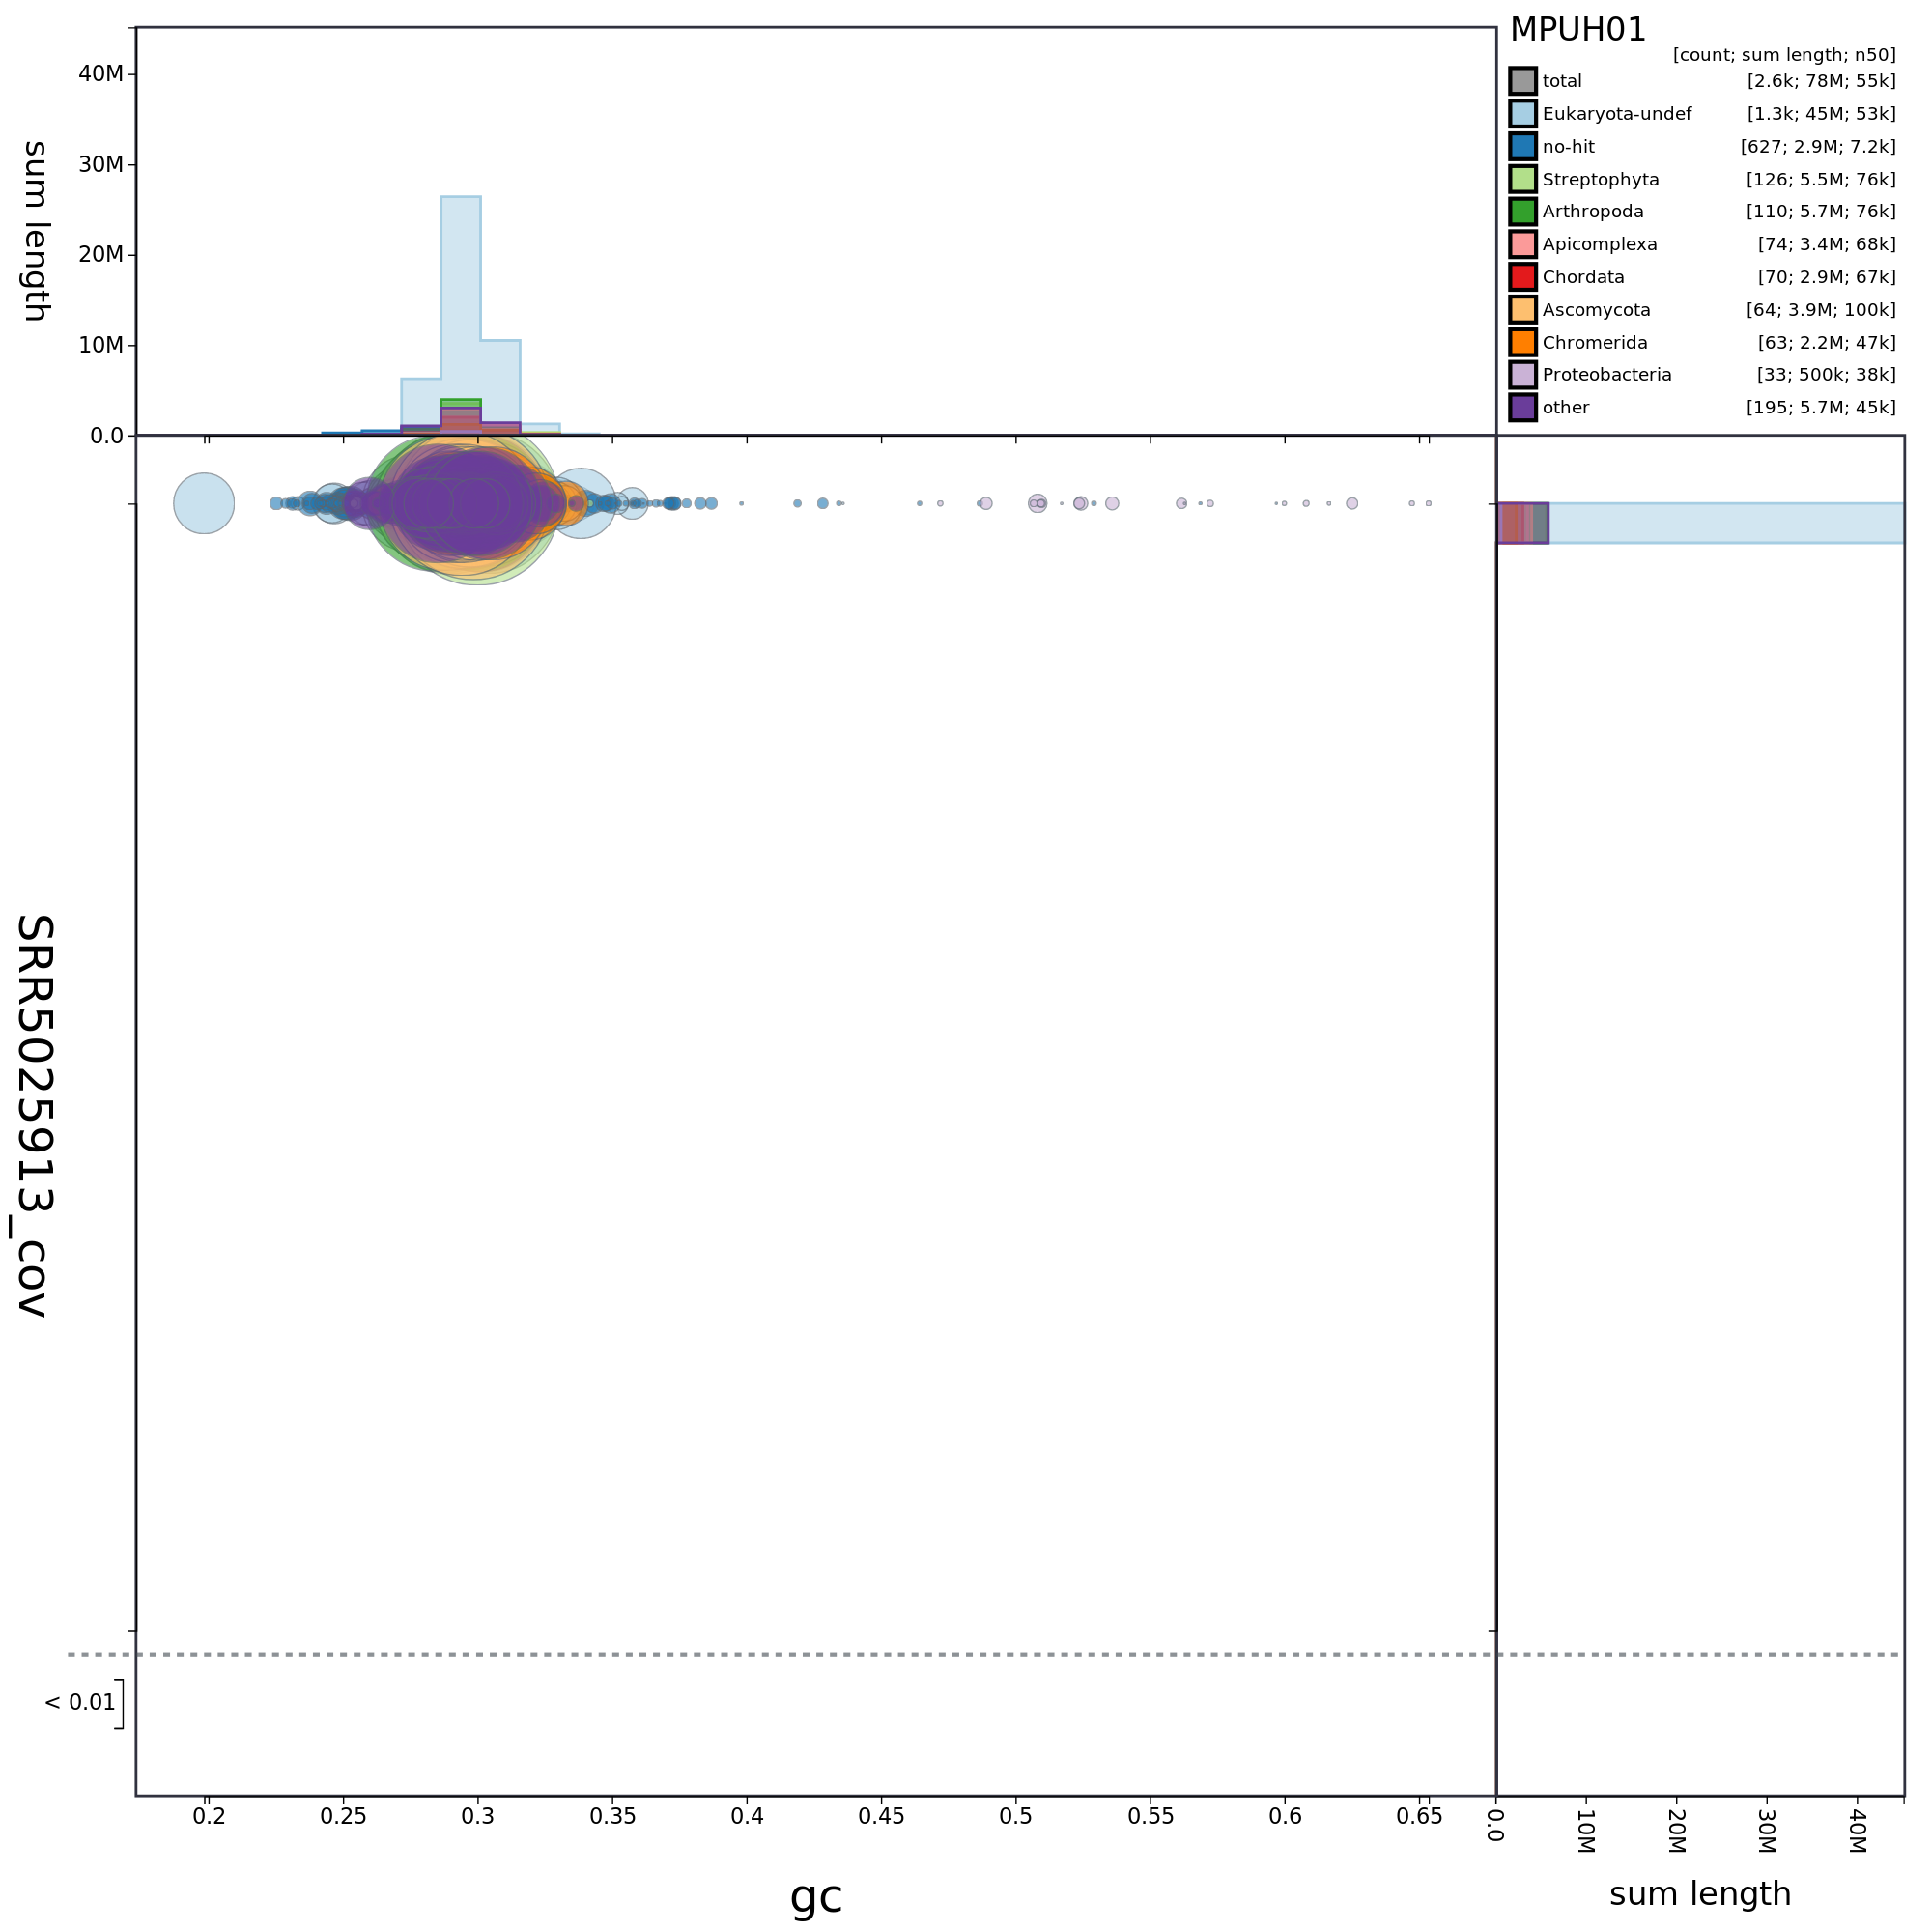 MPUH01
[count; sum length; n50]
total [2.6k; 78M; 55k]
Eukaryota-undef [1.3k; 45M; 53k]
no-hit [627; 2.9M; 7.2k]
Streptophyta [126; 5.5M; 76k]
Arthropoda [110; 5.7M; 76k]
Apicomplexa [74; 3.4M; 68k]
Chordata [70; 2.9M; 67k]
Ascomycota [64; 3.9M; 100k]
Chromerida [63; 2.2M; 47k]
Proteobacteria [33; 500k; 38k]
other [195; 5.7M; 45k]
sum length
40M
30M
20M
10M
0.0
SRR5025913_cov
< 0.01
0.2 0.25 0.3 0.35 0.4 0.45 0.5 0.55 0.6 0.65
gc
0.0 10M 20M 30M 40M
sum length